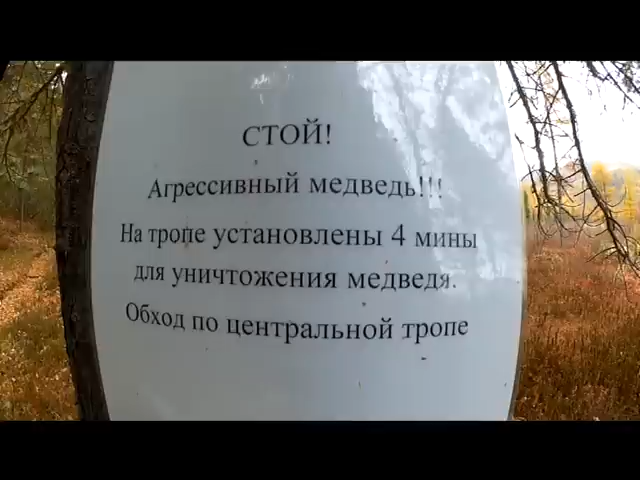 СТОЙ!
Агрессивный медведь!!!
На тропе установлены 4 мины
для уничтожения медведя.
Обход по центральной тропе